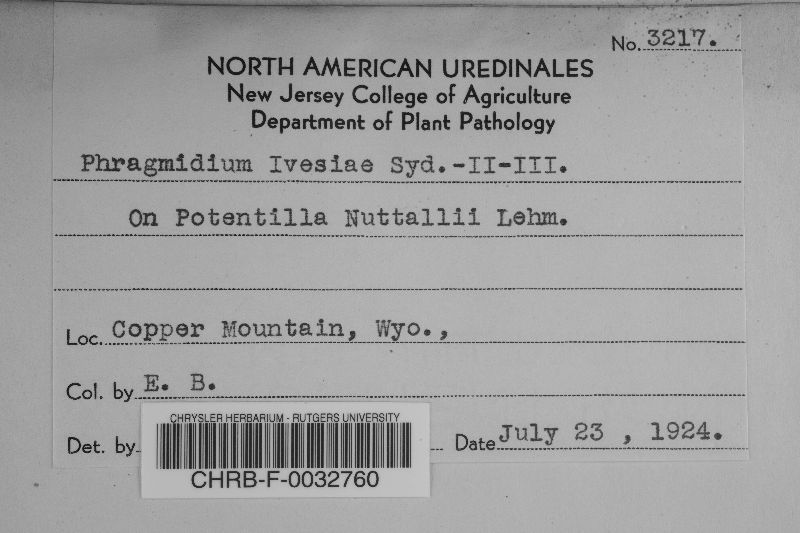 No. 3217.
NORTH AMERICAN UREDINALES
New Jersey College of Agriculture
Department of Plant Pathology
Phragmidium Ivesiae Syd.-II-III.
On Potentilla Nuttallii Lehm.
Loc. Copper Mountain, Wyo.,
Col. by E. B.
Det. by Date July 23 , 1924.
CHRYSLER HERBARIUM - RUTGERS UNIVERSITY
CHRB-F-0032760